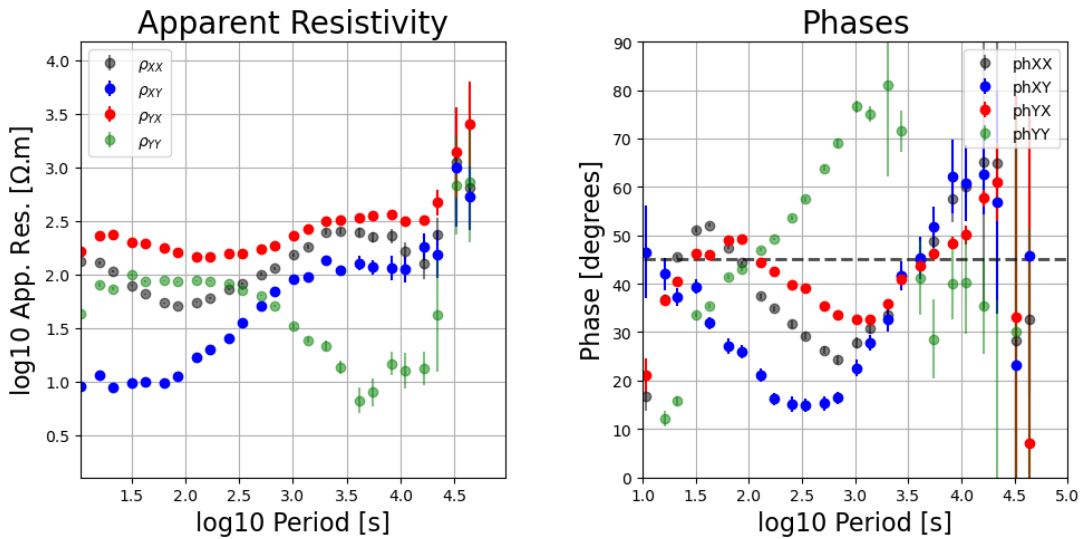 Apparent Resistivity
log10 App. Res. [Ω.m]
4.0
3.5
3.0
2.5
2.0
1.5
1.0
0.5
ρXX
ρXY
ρYX
ρYY
1.5 2.0 2.5 3.0 3.5 4.0 4.5
log10 Period [s]
Phases
Phase [degrees]
90
80
70
60
50
40
30
20
10
0
phXX
phXY
phYX
phYY
1.0 1.5 2.0 2.5 3.0 3.5 4.0 4.5 5.0
log10 Period [s]